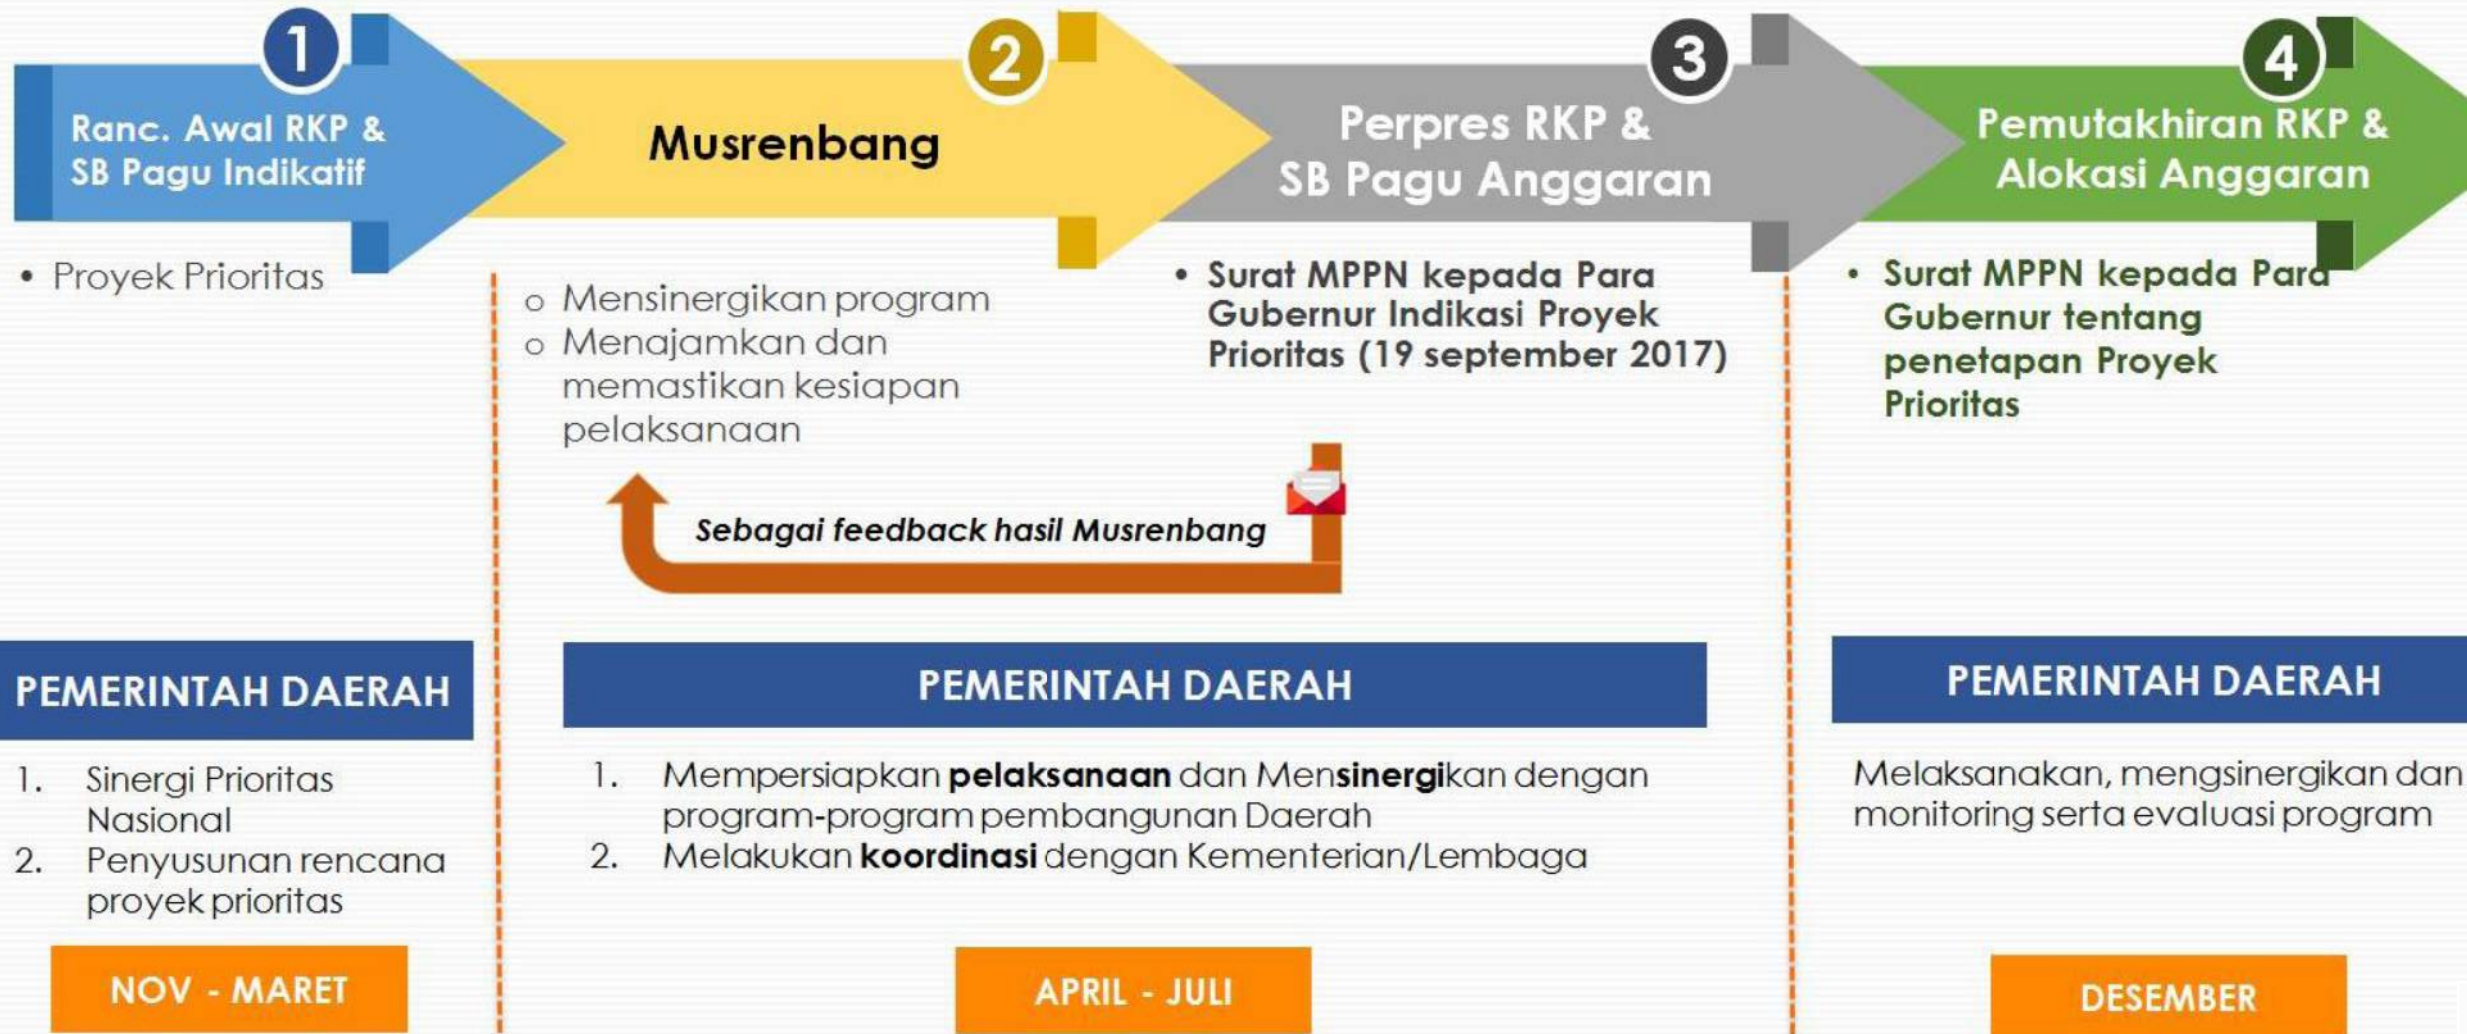 1
Ranc. Awal RKP &
SB Pagu Indikatif
2
Musrenbang
3
Perpres RKP &
SB Pagu Anggaran
4
Pemutakhiran RKP &
Alokasi Anggaran
• Proyek Prioritas
o Mensinergikan program
o Menajamkan dan
memastikan kesiapan
pelaksanaan
• Surat MPPN kepada Para
Gubernur Indikasi Proyek
Prioritas (19 september 2017)
• Surat MPPN kepada Para
Gubernur tentang
penetapan Proyek
Prioritas
Sebagai feedback hasil Musrenbang
PEMERINTAH DAERAH
1. Sinergi Prioritas
Nasional
2. Penyusunan rencana
proyek prioritas
NOV - MARET
PEMERINTAH DAERAH
1. Mempersiapkan pelaksanaan dan Mensinergikan dengan
program-program pembangunan Daerah
2. Melakukan koordinasi dengan Kementerian/Lembaga
APRIL - JULI
PEMERINTAH DAERAH
Melaksanakan, mengsinergikan dan
monitoring serta evaluasi program
DESEMBER